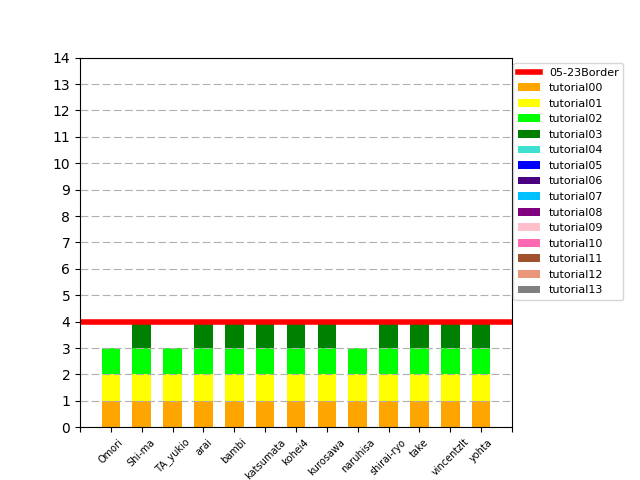 14
13
12
11
10
9
8
7
6
5
4
3
2
1
0
Omori
Shi-ma
TA_yukio
arai
bambi
katsumata
kohei4
kurosawa
naruhisa
shirai-ryo
take
vincentzlt
yohta
05-23Border
tutorial00
tutorial01
tutorial02
tutorial03
tutorial04
tutorial05
tutorial06
tutorial07
tutorial08
tutorial09
tutorial10
tutorial11
tutorial12
tutorial13